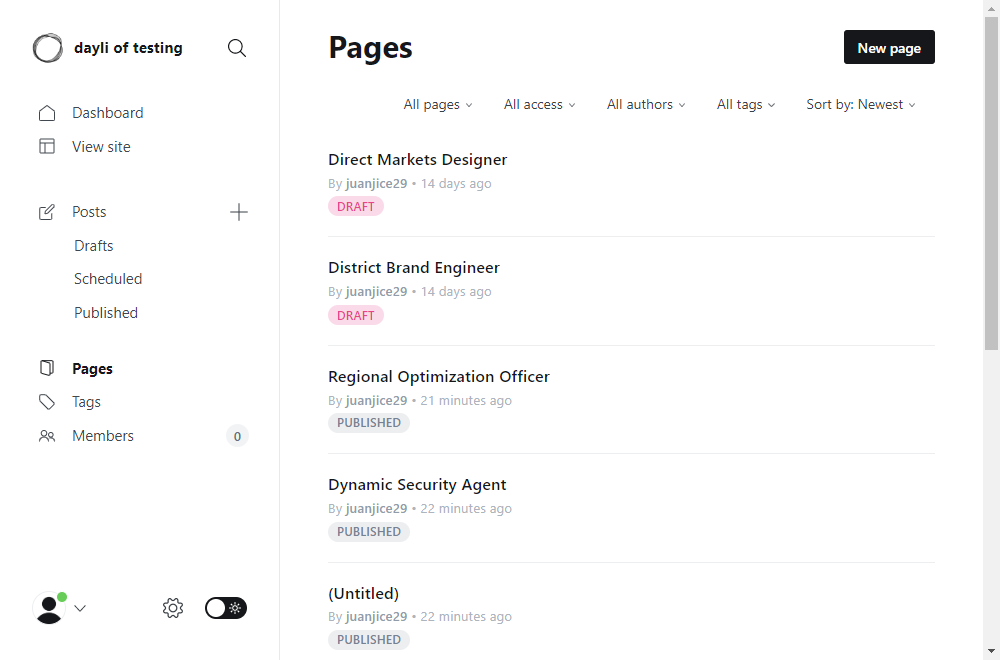 dayli of testing
Dashboard
View site
Posts
Drafts
Scheduled
Published
Pages
Tags
Members
0
Pages
New page
All pages
All access
All authors
All tags
Sort by: Newest
Direct Markets Designer
By juanjice29 • 14 days ago
DRAFT
District Brand Engineer
By juanjice29 • 14 days ago
DRAFT
Regional Optimization Officer
By juanjice29 • 21 minutes ago
PUBLISHED
Dynamic Security Agent
By juanjice29 • 22 minutes ago
PUBLISHED
(Untitled)
By juanjice29 • 22 minutes ago
PUBLISHED